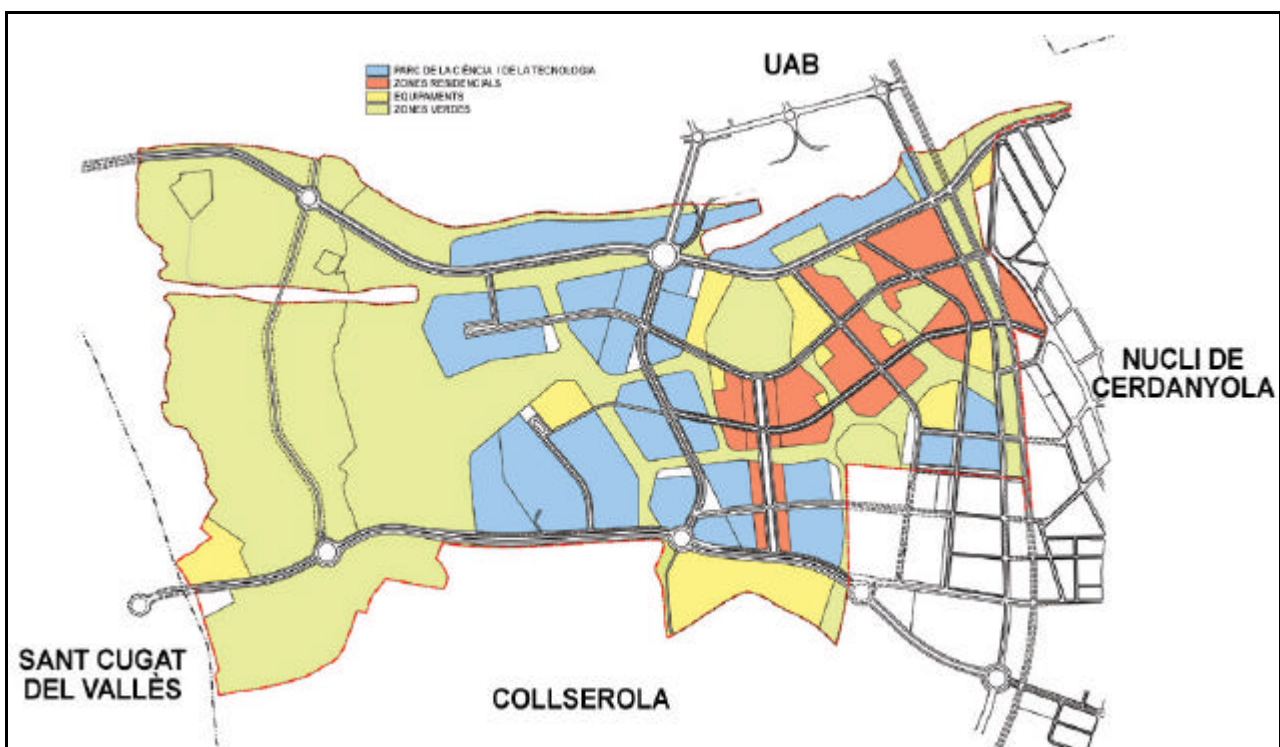 UAB
PARC DE LA CIÈNCIA I DE LA TECNOLOGIA
ZONES RESIDENCIALS
EQUIPAMENTS
ZONES VERDES
NUCLI DE
CERDANYOLA
SANT CUGAT
DEL VALLÈS
COLLSEROLA